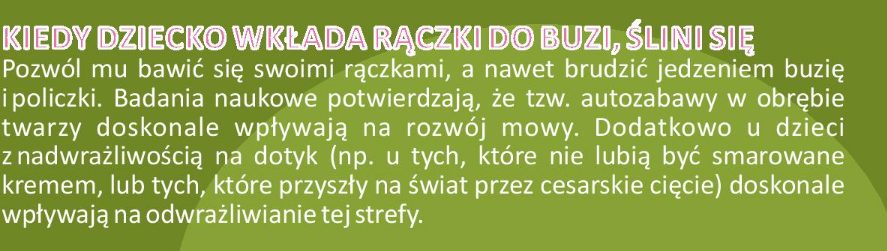 KIEDY DZIECKO WKŁADA RĄCZKI DO BUZI, ŚLINI SIĘ
Pozwól mu bawić się swoimi rączkami, a nawet brudzić jedzeniem buzię
i policzki. Badania naukowe potwierdzają, że tzw. autozabawy w obrębie
twarzy doskonale wpływają na rozwój mowy. Dodatkowo u dzieci
z nadwrażliwością na dotyk (np. u tych, które nie lubią być smarowane
kremem, lub tych, które przyszły na świat przez cesarskie cięcie) doskonale
wpływają na odwrażliwianie tej strefy.